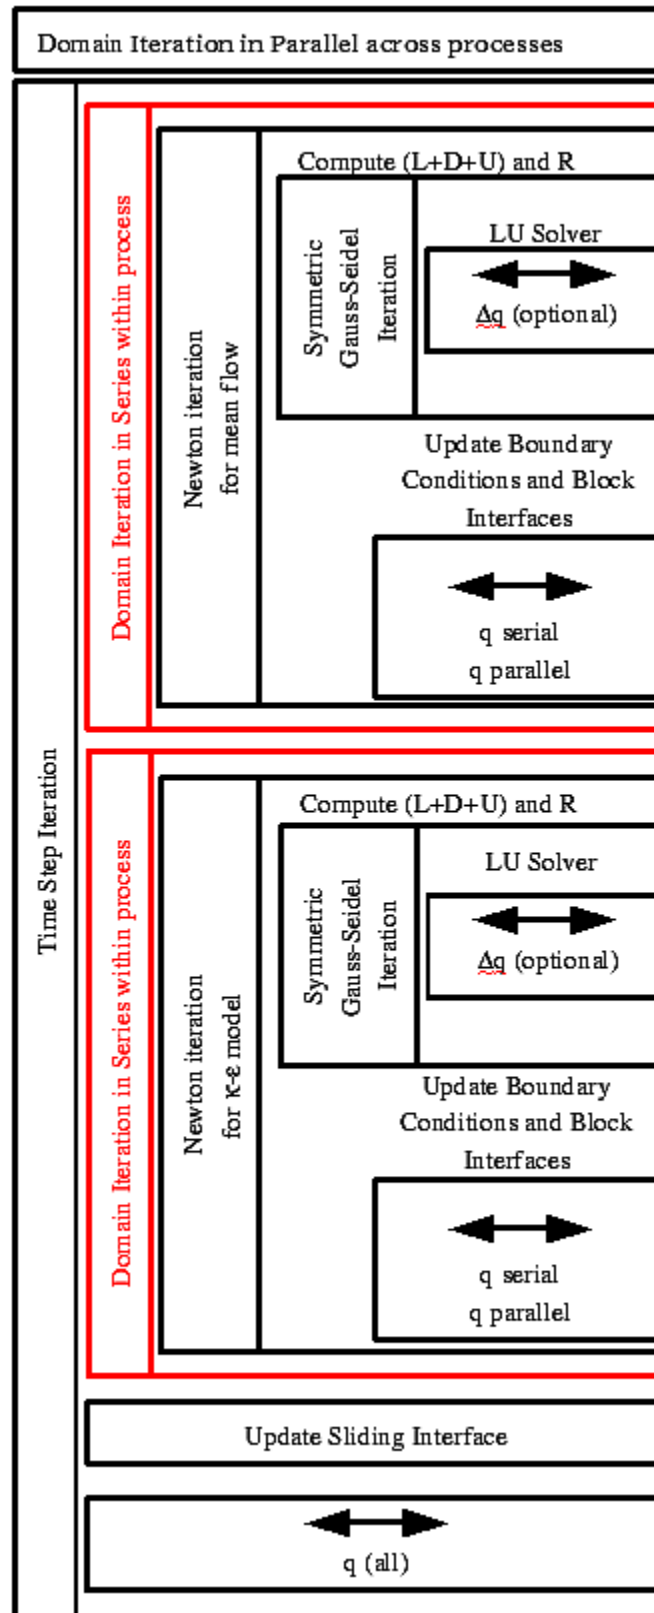 Domain Iteration in Parallel across processes
Time Step Iteration
Domain Iteration in Series within process
Newton iteration
for mean flow
Compute (L+D+U) and R
Symmetric
Gauss-Seidel
Iteration
LU Solver
Δq (optional)
Update Boundary
Conditions and Block
Interfaces
q serial
q parallel
Domain Iteration in Series within process
Newton iteration
for κ-ε model
Compute (L+D+U) and R
Symmetric
Gauss-Seidel
Iteration
LU Solver
Δq (optional)
Update Boundary
Conditions and Block
Interfaces
q serial
q parallel
Update Sliding Interface
q (all)